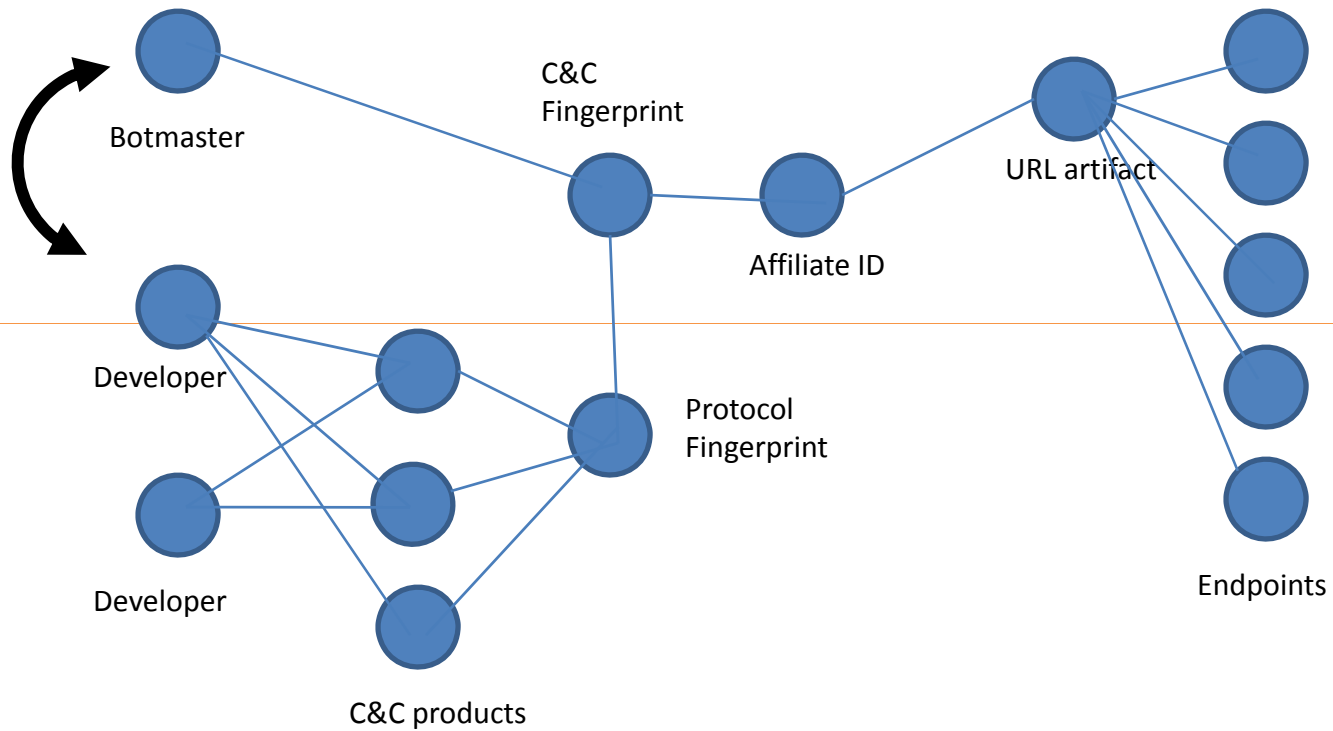 C&C
Fingerprint
Botmaster
URL artifact
Affiliate ID
Developer
Protocol
Fingerprint
Endpoints
Developer
C&C products